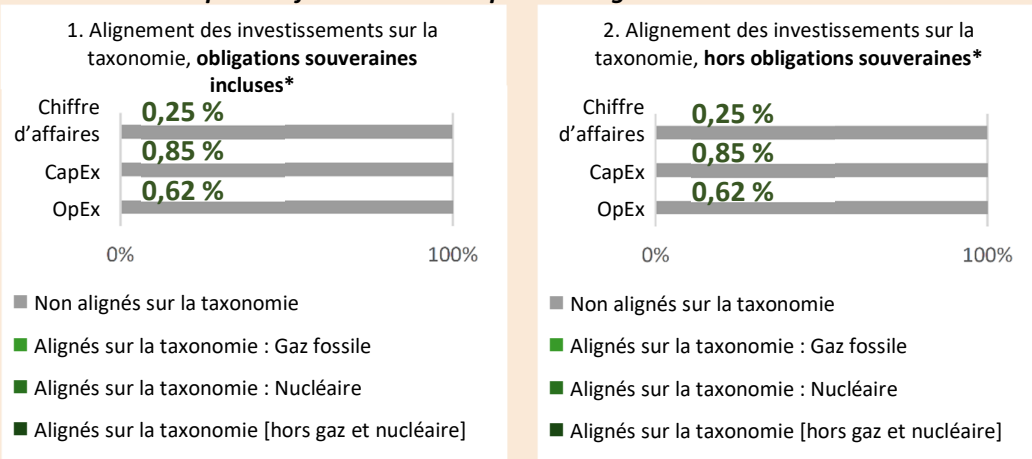 1. Alignement des investissements sur la
taxonomie, obligations souveraines
incluses*
Chiffre
d'affaires
0,25 %
CapEx
0,85 %
OpEx
0,62 %
0%
100%
Non alignés sur la taxonomie
Alignés sur la taxonomie : Gaz fossile
Alignés sur la taxonomie : Nucléaire
Alignés sur la taxonomie [hors gaz et nucléaire]
2. Alignement des investissements sur la
taxonomie, hors obligations souveraines*
Chiffre
d'affaires
0,25 %
CapEx
0,85 %
OpEx
0,62 %
0%
100%
Non alignés sur la taxonomie
Alignés sur la taxonomie : Gaz fossile
Alignés sur la taxonomie : Nucléaire
Alignés sur la taxonomie [hors gaz et nucléaire]